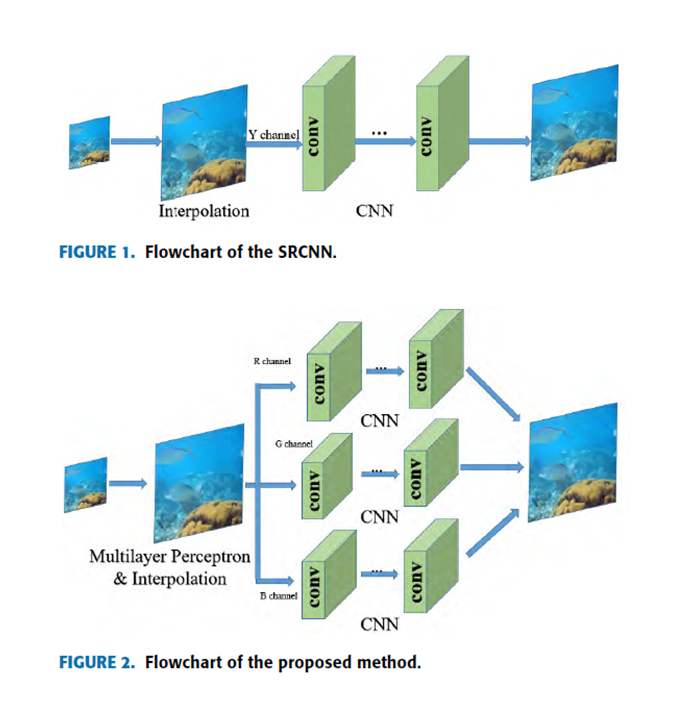 Y channel
conv
...
conv
Interpolation
CNN
FIGURE 1. Flowchart of the SRCNN.
R channel
conv
...
conv
CNN
G channel
conv
...
conv
CNN
Multilayer Perceptron
& Interpolation
B channel
conv
...
conv
CNN
FIGURE 2. Flowchart of the proposed method.